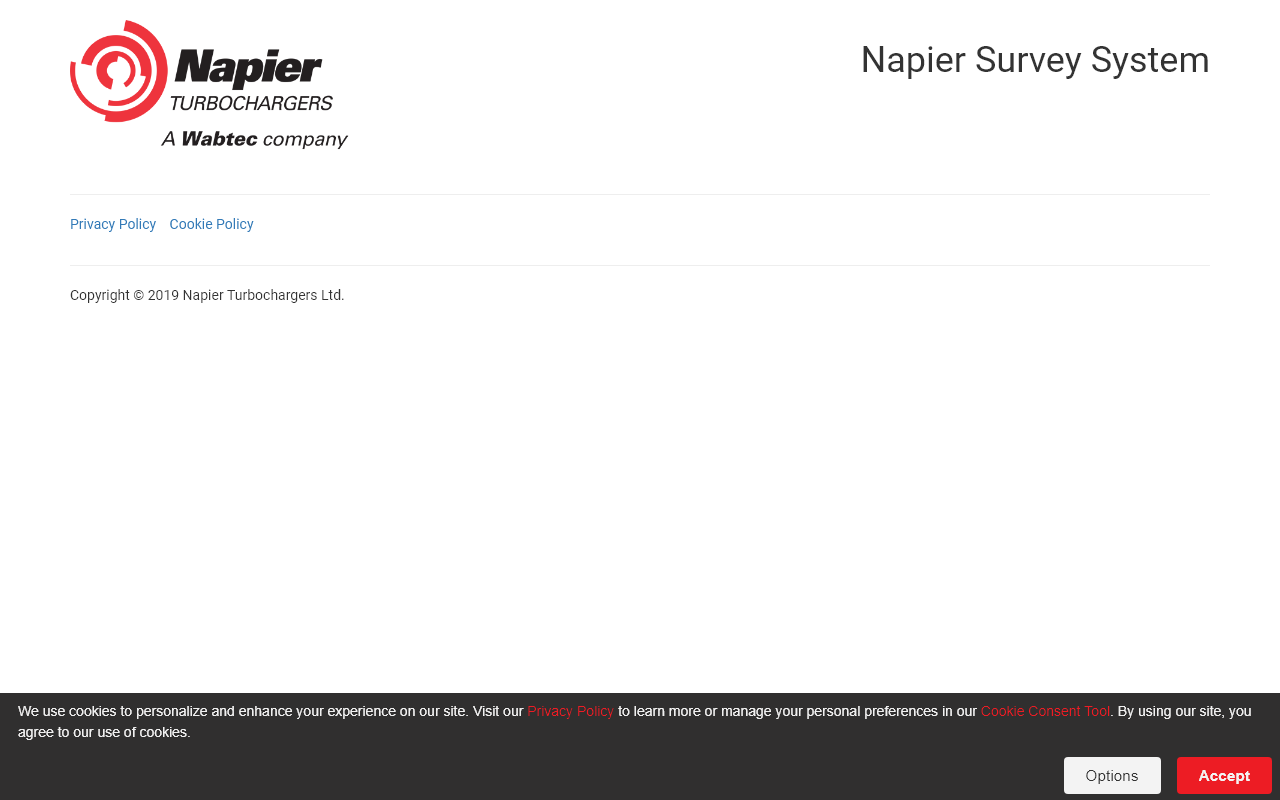 Napier
TURBOCHARGERS
A Wabtec company
Napier Survey System
Privacy Policy Cookie Policy
Copyright © 2019 Napier Turbochargers Ltd.
We use cookies to personalize and enhance your experience on our site. Visit our Privacy Policy to learn more or manage your personal preferences in our Cookie Consent Tool. By using our site, you
agree to our use of cookies.
Options Accept